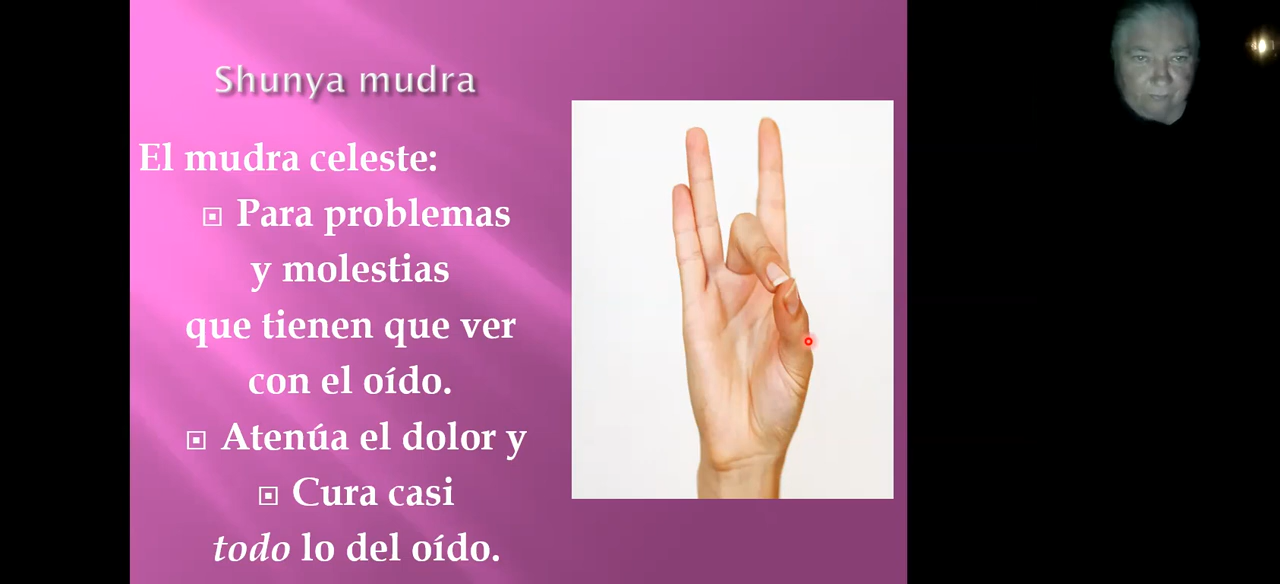 Shunya mudra
El mudra celeste:
Para problemas
y molestias
que tienen que ver
con el oído.
Atenúa el dolor y
Cura casi
todo lo del oído.